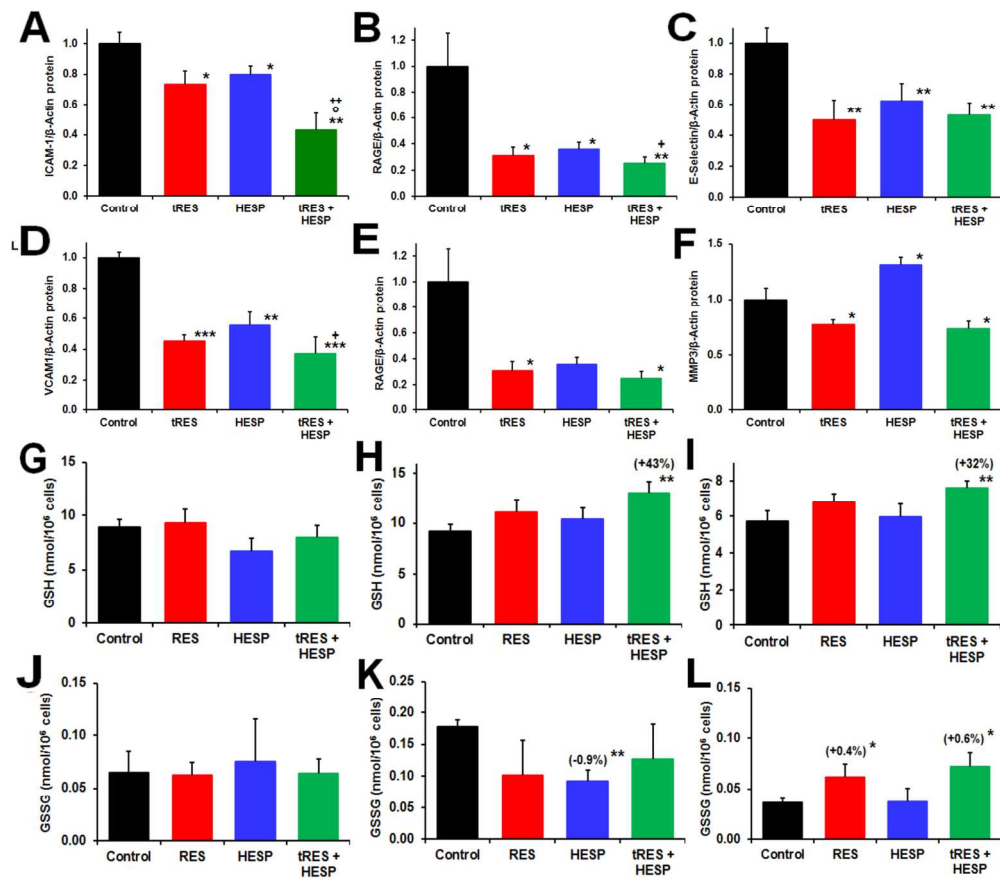 A
ICAM-1/β-Actin protein
1.0
0.8
0.6
0.4
0.2
0.0
*
*
++
o
**
Control
tRES
HESP
tRES +
HESP
B
RAGE/β-Actin protein
1.2
1.0
0.8
0.6
0.4
0.2
0.0
*
*
+
**
Control
tRES
HESP
tRES +
HESP
C
E-Selectin/β-Actin protein
1.0
0.8
0.6
0.4
0.2
0.0
**
**
**
Control
tRES
HESP
tRES +
HESP
L
D
VCAM1/β-Actin protein
1.0
0.8
0.6
0.4
0.2
0.0
***
**
+
***
Control
tRES
HESP
tRES +
HESP
E
RAGE/β-Actin protein
1.2
1.0
0.8
0.6
0.4
0.2
0.0
*
*
Control
tRES
HESP
tRES +
HESP
F
MMP3/β-Actin protein
1.5
1.0
0.5
0.0
*
*
*
Control
tRES
HESP
tRES +
HESP
G
GSH (nmol/10⁶ cells)
15
10
5
0
Control
RES
HESP
tRES +
HESP
H
GSH (nmol/10⁶ cells)
15
10
5
0
(+43%)
**
Control
RES
HESP
tRES +
HESP
I
GSH (nmol/10⁶ cells)
8
6
4
2
0
(+32%)
**
Control
RES
HESP
tRES +
HESP
J
GSSG (nmol/10⁶ cells)
0.15
0.10
0.05
0.00
Control
RES
HESP
tRES +
HESP
K
GSSG (nmol/10⁶ cells)
0.20
0.15
0.10
0.05
0.00
(-0.9%) **
Control
RES
HESP
tRES +
HESP
L
GSSG (nmol/10⁶ cells)
0.15
0.10
0.05
0.00
(+0.4%) *
(+0.6%) *
Control
RES
HESP
tRES +
HESP